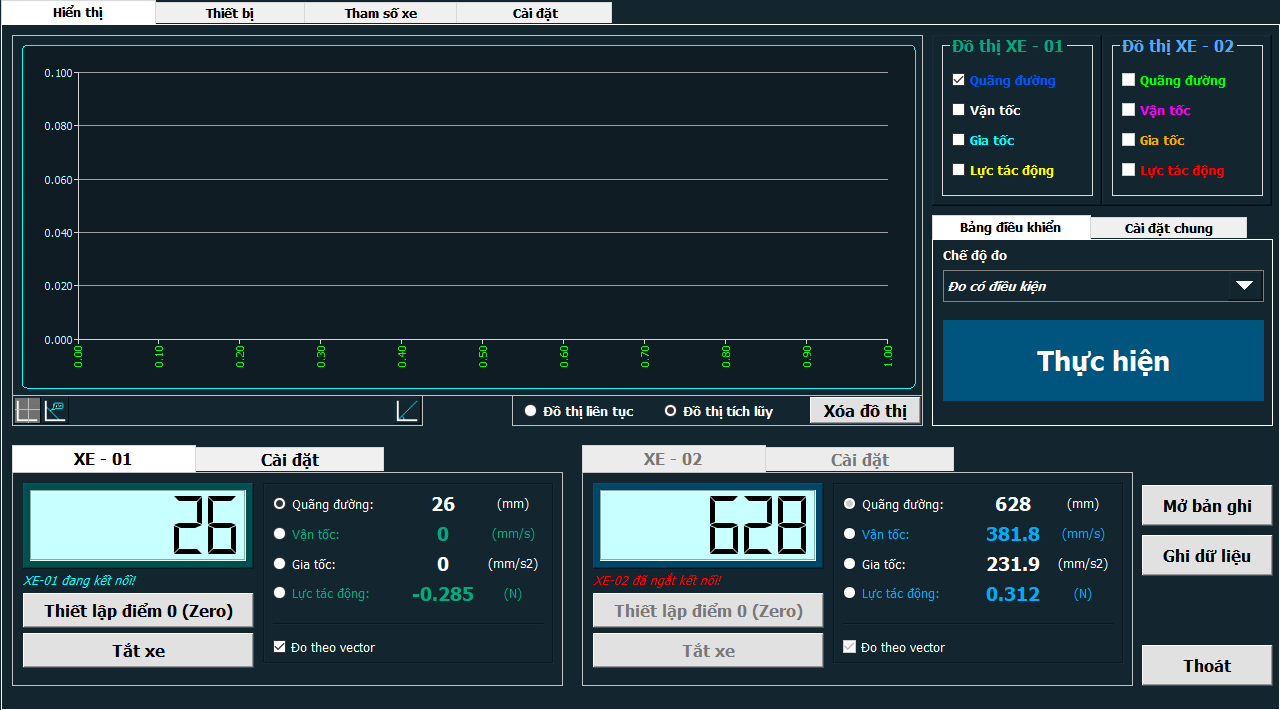 Hiển thị
Thiết bị
Tham số xe
Cài đặt
0.100
0.080
0.060
0.040
0.020
0.000
0.00
0.10
0.20
0.30
0.40
0.50
0.60
0.70
0.80
0.90
1.00
Đồ thị liên tục
Đồ thị tích lũy
Xóa đồ thị
Đồ thị XE - 01
Quãng đường
Vận tốc
Gia tốc
Lực tác động
Đồ thị XE - 02
Quãng đường
Vận tốc
Gia tốc
Lực tác động
Bảng điều khiển
Cài đặt chung
Chế độ đo
Đo có điều kiện
Thực hiện
XE - 01
Cài đặt
26
XE-01 đang kết nối!
Thiết lập điểm 0 (Zero)
Tắt xe
Quãng đường: 26 (mm)
Vận tốc: 0 (mm/s)
Gia tốc: 0 (mm/s2)
Lực tác động: -0.285 (N)
Đo theo vector
XE - 02
Cài đặt
628
XE-02 đã ngắt kết nối!
Thiết lập điểm 0 (Zero)
Tắt xe
Quãng đường: 628 (mm)
Vận tốc: 381.8 (mm/s)
Gia tốc: 231.9 (mm/s2)
Lực tác động: 0.312 (N)
Đo theo vector
Mở bản ghi
Ghi dữ liệu
Thoát